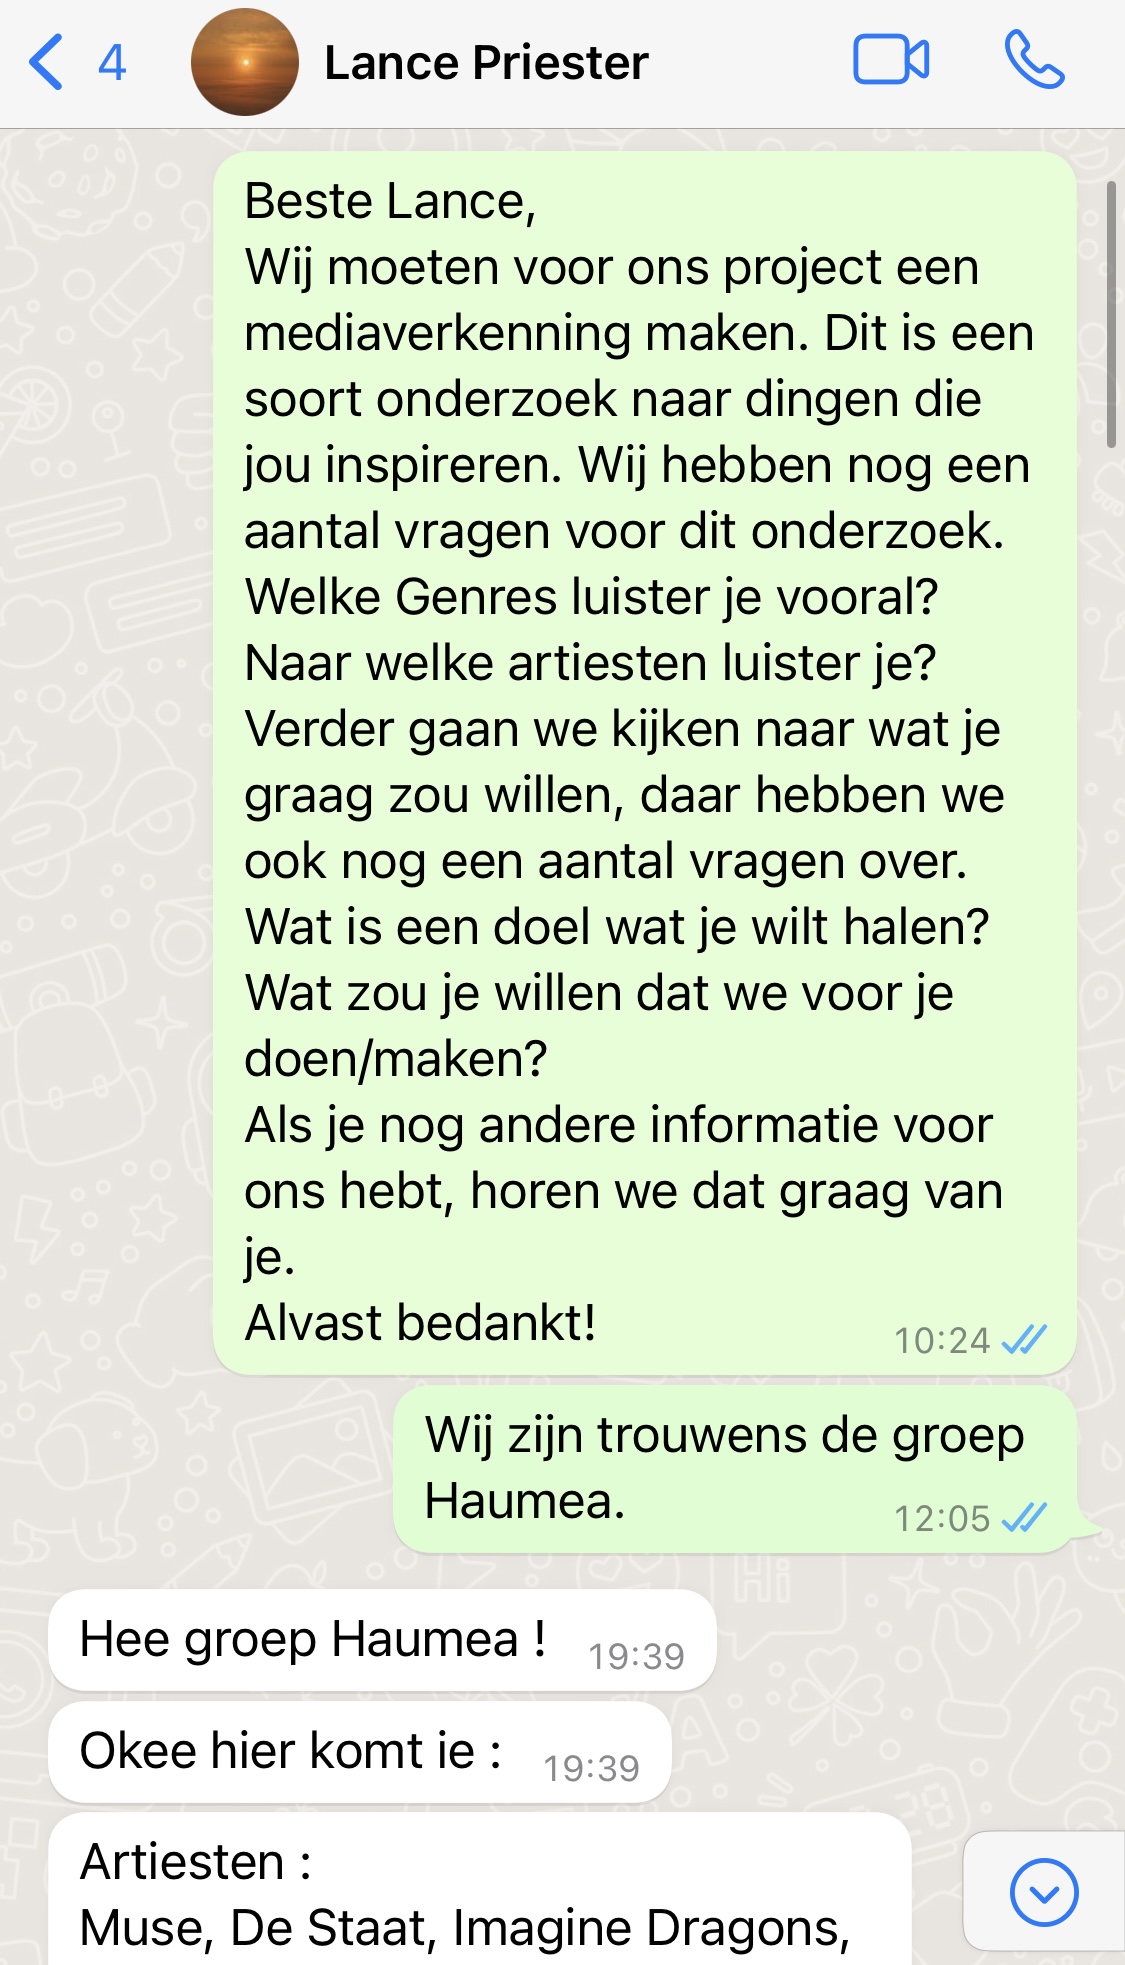 4
Lance Priester
Beste Lance,
Wij moeten voor ons project een
mediaverkenning maken. Dit is een
soort onderzoek naar dingen die
jou inspireren. Wij hebben nog een
aantal vragen voor dit onderzoek.
Welke Genres luister je vooral?
Naar welke artiesten luister je?
Verder gaan we kijken naar wat je
graag zou willen, daar hebben we
ook nog een aantal vragen over.
Wat is een doel wat je wilt halen?
Wat zou je willen dat we voor je
doen/maken?
Als je nog andere informatie voor
ons hebt, horen we dat graag van
je.
Alvast bedankt!
10:24
Wij zijn trouwens de groep
Haumea.
12:05
Hee groep Haumea !
19:39
Okee hier komt ie :
19:39
Artiesten :
Muse, De Staat, Imagine Dragons,